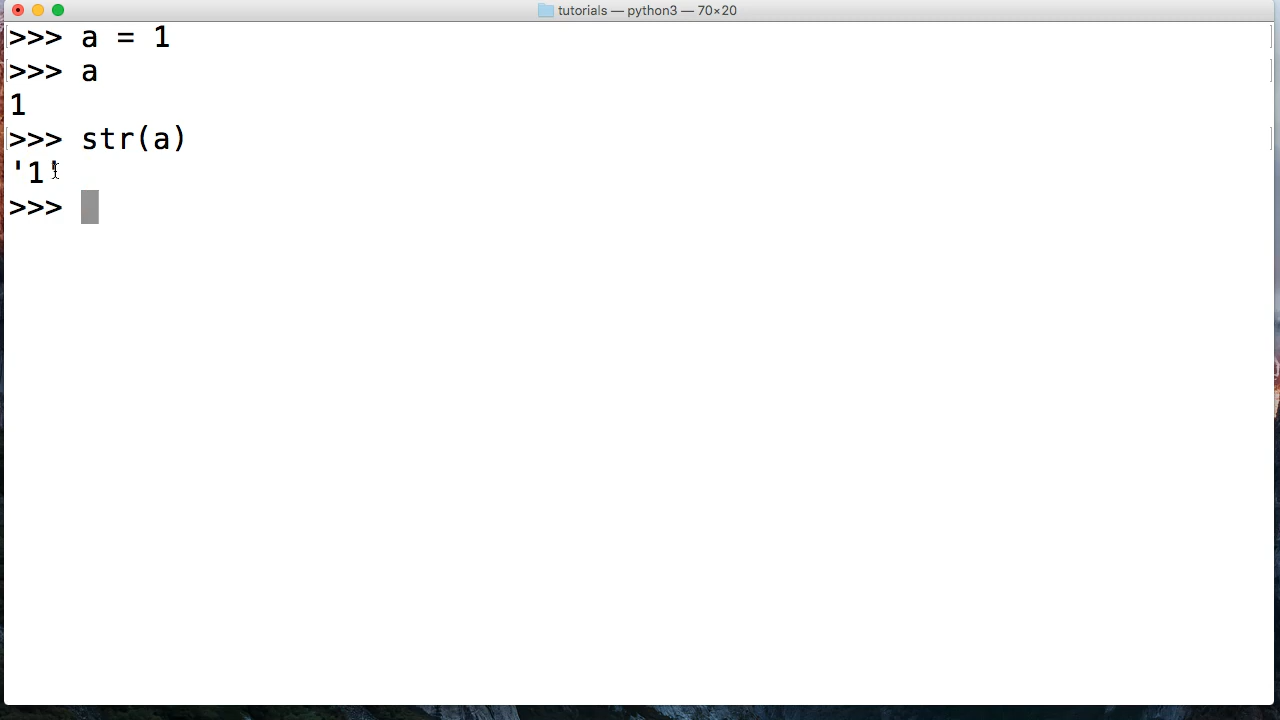 tutorials — python3 — 70×20
>>> a = 1
>>> a
1
>>> str(a)
'1'
>>>